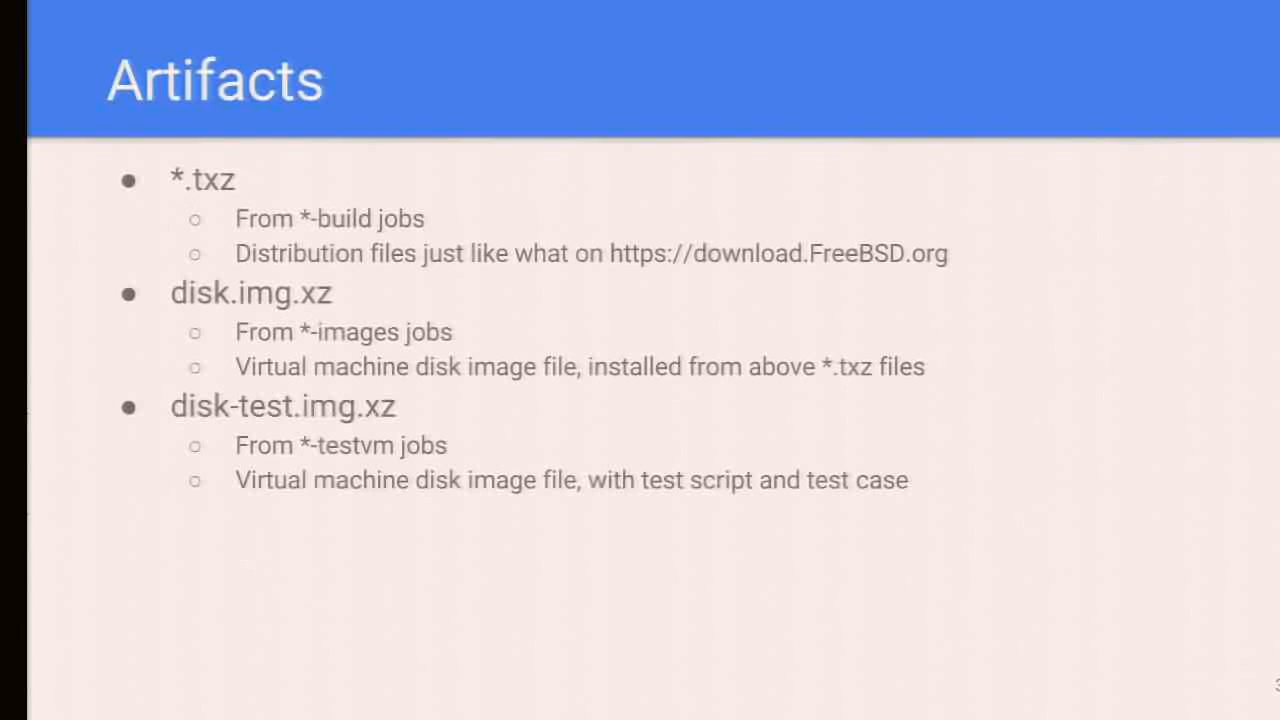 Artifacts
● *.txz
○ From *-build jobs
○ Distribution files just like what on https://download.FreeBSD.org
● disk.img.xz
○ From *-images jobs
○ Virtual machine disk image file, installed from above *.txz files
● disk-test.img.xz
○ From *-testvm jobs
○ Virtual machine disk image file, with test script and test case